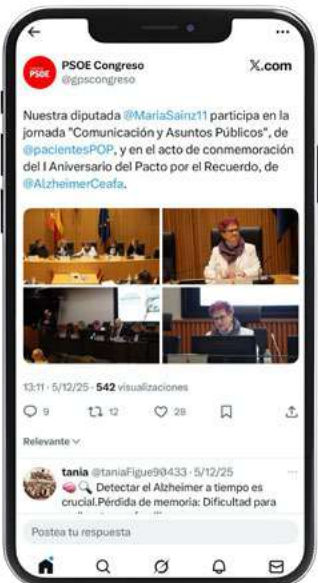 PSOE Congreso
@gpscongreso
X.com
PSOE
Nuestra diputada @MariaSainz11 participa en la
jornada "Comunicación y Asuntos Públicos", de
@pacientesPOP, y en el acto de conmemoración
del I Aniversario del Pacto por el Recuerdo, de
@AlzheimerCeafa.
13:11 · 5/12/25 · 542 visualizaciones
9 12 28
Relevante
tania @taniaFigue90433 · 5/12/25
Detectar el Alzheimer a tiempo es
crucial.Pérdida de memoria: Dificultad para
Postea tu respuesta